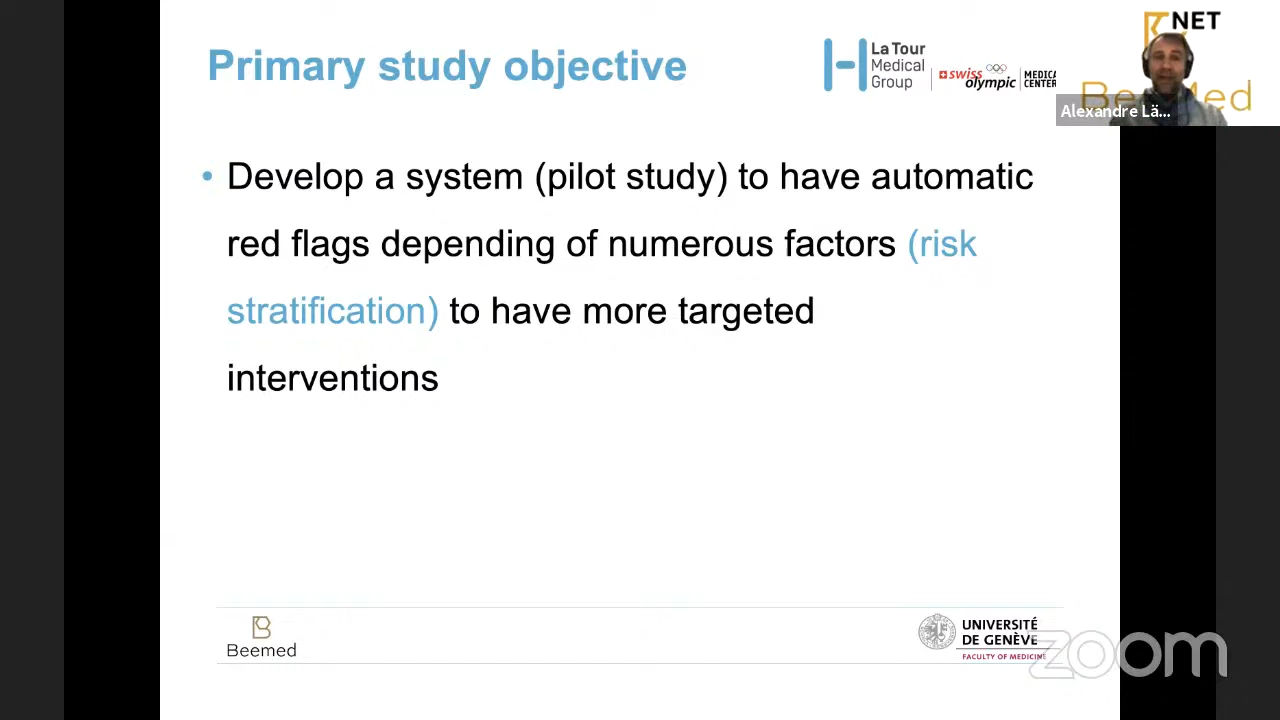 Primary study objective
La Tour
Medical
Group
swiss
olympic
MEDICA
CENTER
NET
Alexandre Lä...
• Develop a system (pilot study) to have automatic
red flags depending of numerous factors (risk
stratification) to have more targeted
interventions
Beemed
UNIVERSITÉ
DE GENÈVE
FACULTY OF MEDICINE
zoom